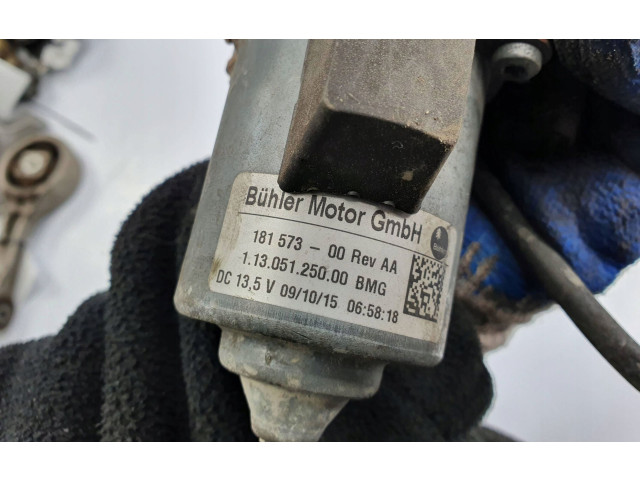 Bühler Motor GmbH
181 573 - 00 Rev AA
1.13.051.250.00 BMG
DC 13,5 V 09/10/15 06:58:18